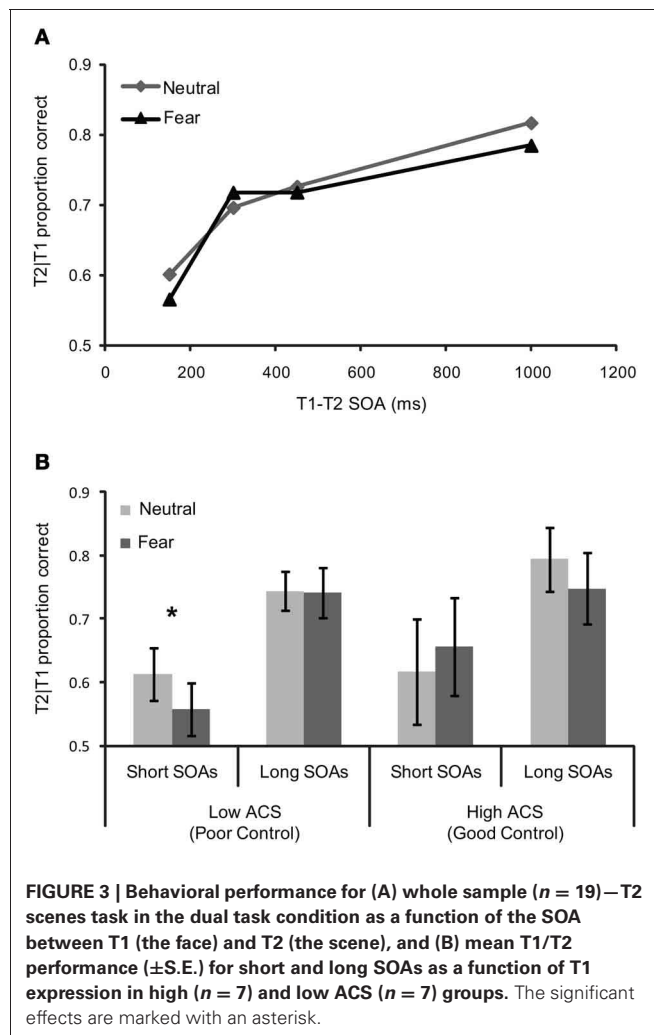 A
0.9
0.8
0.7
0.6
0.5
T2|T1 proportion correct
Neutral
Fear
0 200 400 600 800 1000 1200
T1-T2 SOA (ms)
B
0.9
0.8
0.7
0.6
0.5
T2|T1 proportion correct
Neutral
Fear
*
Short SOAs Long SOAs Short SOAs Long SOAs
Low ACS High ACS
(Poor Control) (Good Control)
FIGURE 3 | Behavioral performance for (A) whole sample (n = 19)—T2
scenes task in the dual task condition as a function of the SOA
between T1 (the face) and T2 (the scene), and (B) mean T1/T2
performance (±S.E.) for short and long SOAs as a function of T1
expression in high (n = 7) and low ACS (n = 7) groups. The significant
effects are marked with an asterisk.